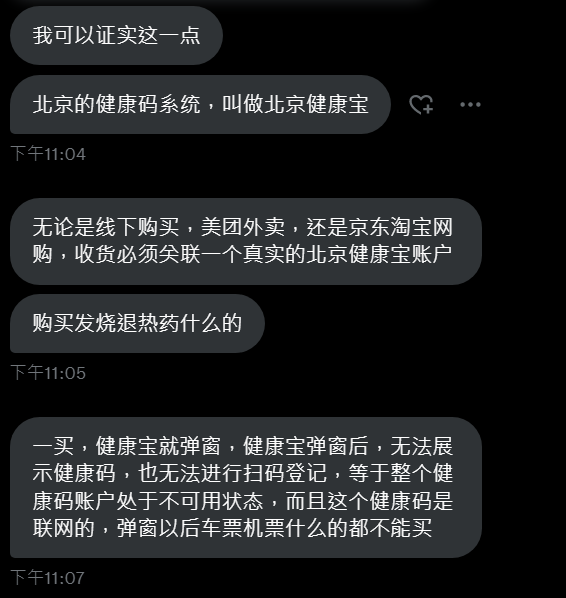 我可以证实这一点
北京的健康码系统，叫做北京健康宝
下午11:04
无论是线下购买，美团外卖，还是京东淘宝网
购，收货必须关联一个真实的北京健康宝账户
购买发烧退热药什么的
下午11:05
一买，健康宝就弹窗，健康宝弹窗后，无法展
示健康码，也无法进行扫码登记，等于整个健
康码账户处于不可用状态，而且这个健康码是
联网的，弹窗以后车票机票什么的都不能买
下午11:07